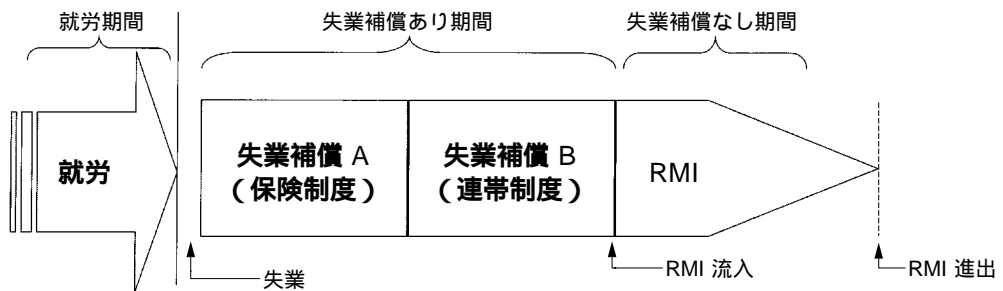 就労期間
失業補償あり期間
失業補償なし期間
就労
失業補償 A
（保険制度）
失業補償 B
（連帯制度）
RMI
失業
RMI 流入
RMI 進出